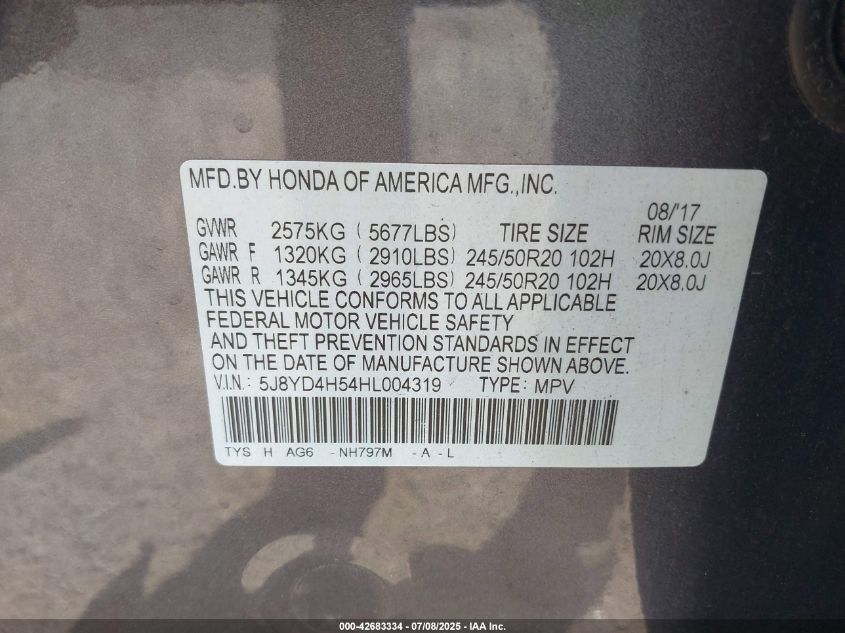 MFD.BY HONDA OF AMERICA MFG.,INC.
08/'17
GVWR 2575KG ( 5677LBS) TIRE SIZE RIM SIZE
GAWR F 1320KG ( 2910LBS) 245/50R20 102H 20X8.0J
GAWR R 1345KG ( 2965LBS) 245/50R20 102H 20X8.0J
THIS VEHICLE CONFORMS TO ALL APPLICABLE
FEDERAL MOTOR VEHICLE SAFETY
AND THEFT PREVENTION STANDARDS IN EFFECT
ON THE DATE OF MANUFACTURE SHOWN ABOVE.
V.I.N: 5J8YD4H54HL004319 TYPE: MPV
TYS H AG6 -NH797M -A -L
000-42683334 - 07/08/2025 - IAA Inc.